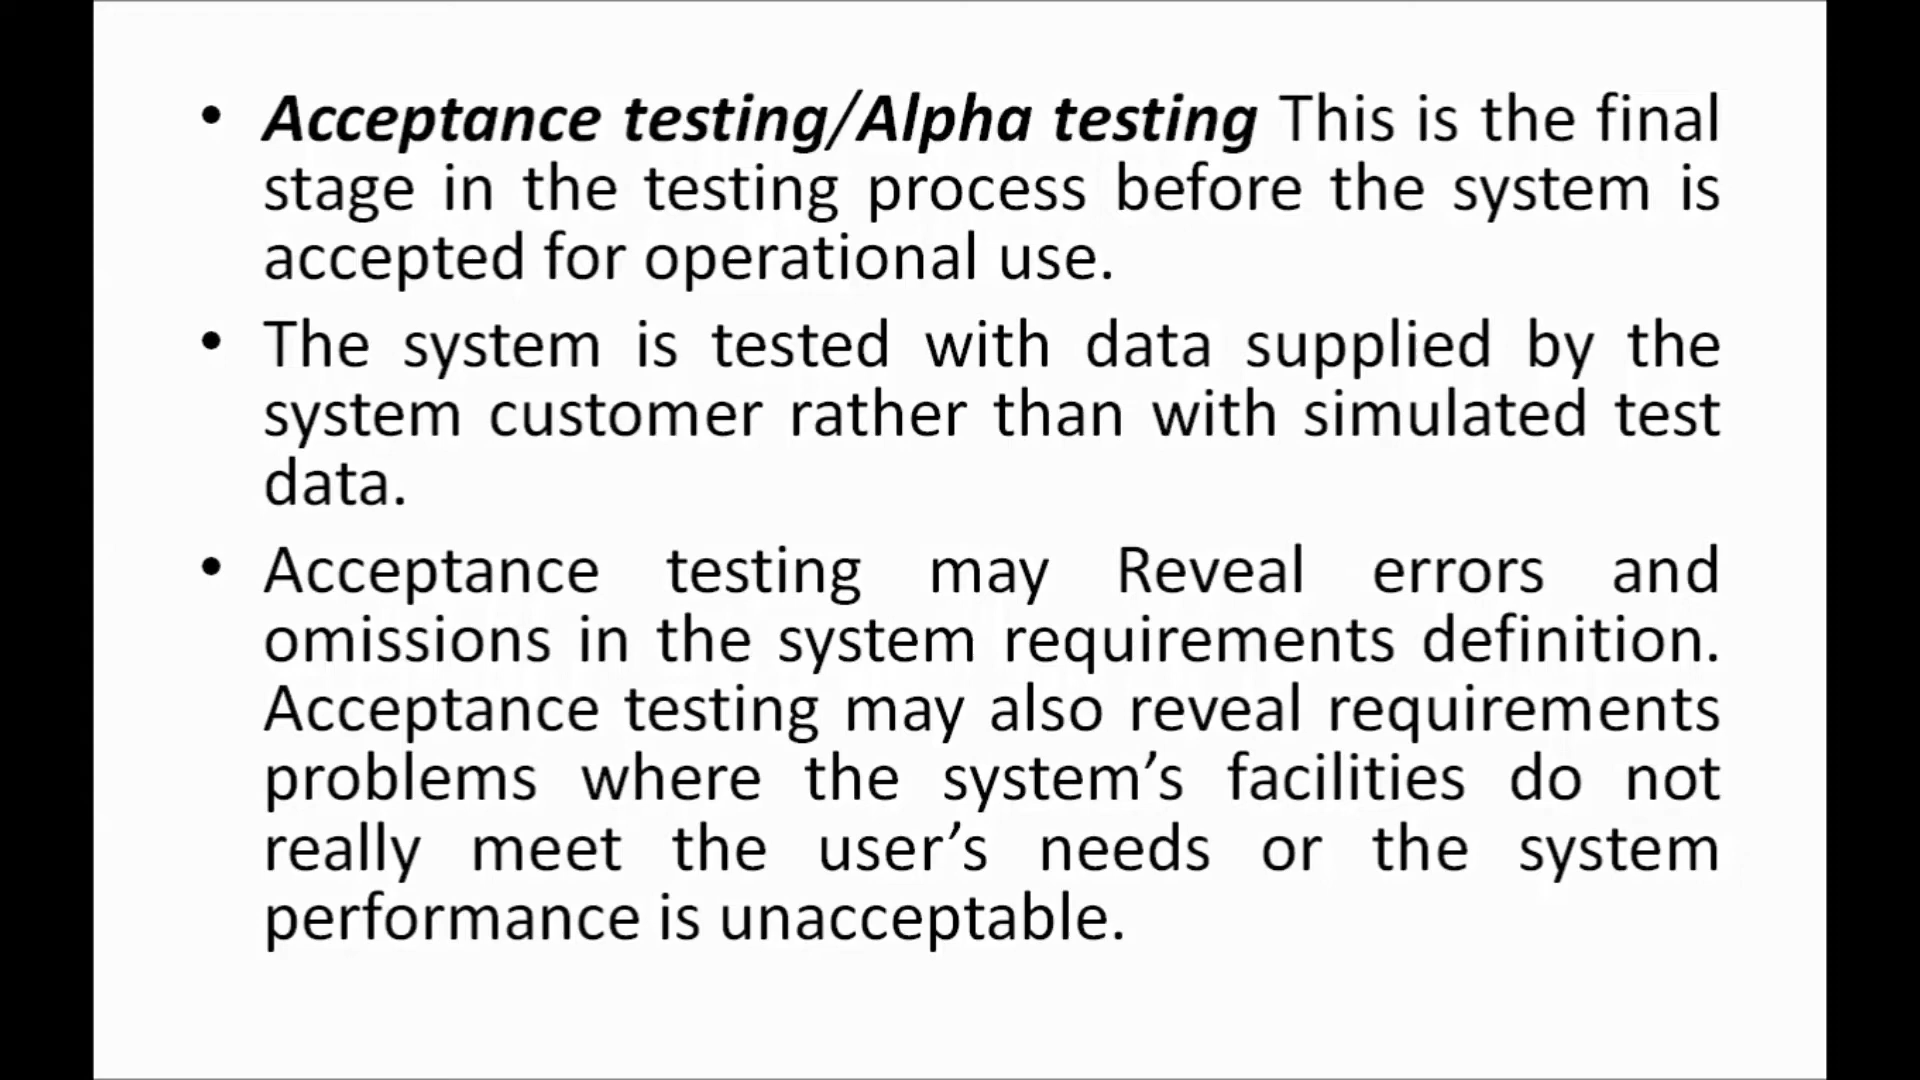 • Acceptance testing/Alpha testing This is the final
stage in the testing process before the system is
accepted for operational use.
• The system is tested with data supplied by the
system customer rather than with simulated test
data.
• Acceptance testing may Reveal errors and
omissions in the system requirements definition.
Acceptance testing may also reveal requirements
problems where the system’s facilities do not
really meet the user’s needs or the system
performance is unacceptable.